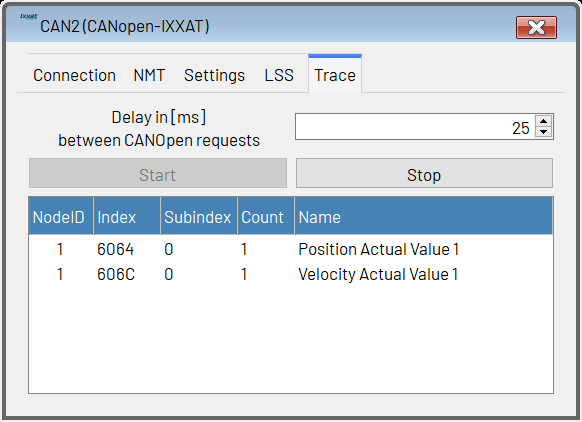 ixxat
CAN2 (CANopen-IXXAT)
Connection NMT Settings LSS Trace
Delay in [ms]
between CANOpen requests
25
Start Stop
NodeID Index Subindex Count Name
1 6064 0 1 Position Actual Value 1
1 606C 0 1 Velocity Actual Value 1